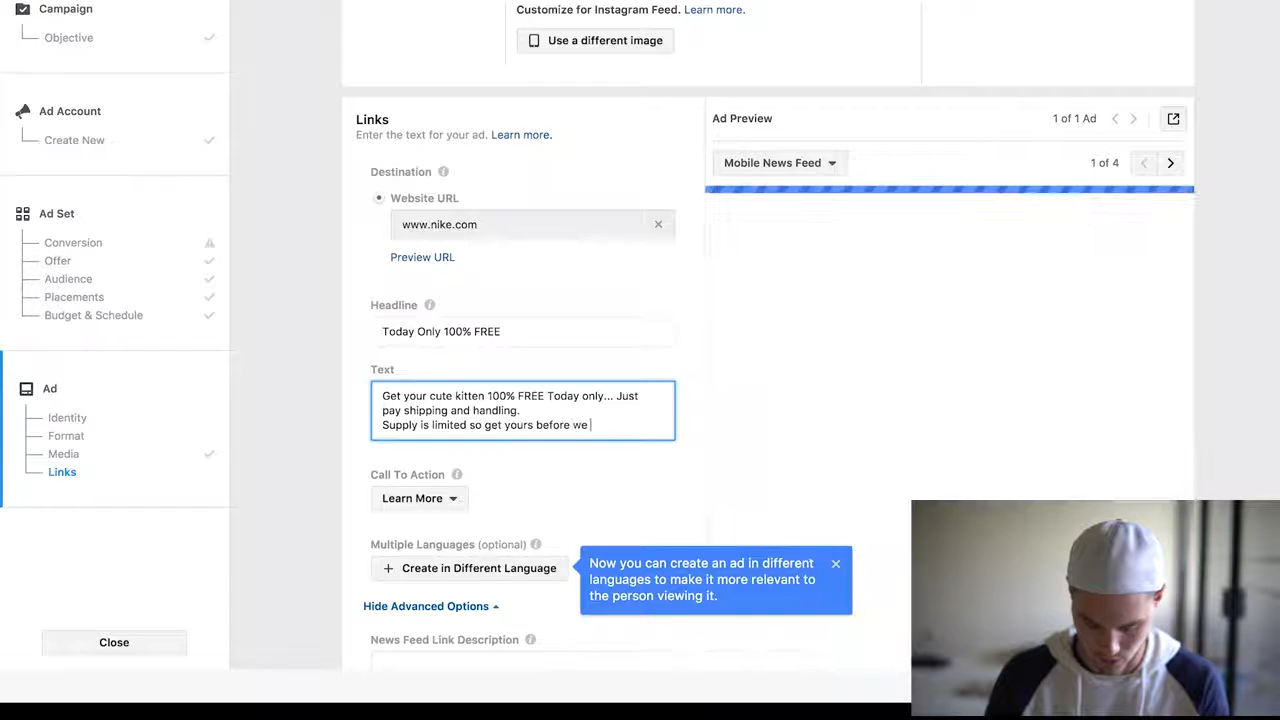 Campaign
Objective
Ad Account
Create New
Ad Set
Conversion
Offer
Audience
Placements
Budget & Schedule
Ad
Identity
Format
Media
Links
Close
Customize for Instagram Feed. Learn more.
Use a different image
Links
Enter the text for your ad. Learn more.
Destination
Website URL
www.nike.com
Preview URL
Headline
Today Only 100% FREE
Text
Get your cute kitten 100% FREE Today only... Just
pay shipping and handling.
Supply is limited so get yours before we
Call To Action
Learn More
Multiple Languages (optional)
+ Create in Different Language
Now you can create an ad in different
languages to make it more relevant to
the person viewing it.
Hide Advanced Options
News Feed Link Description
Ad Preview
1 of 1 Ad
Mobile News Feed
1 of 4